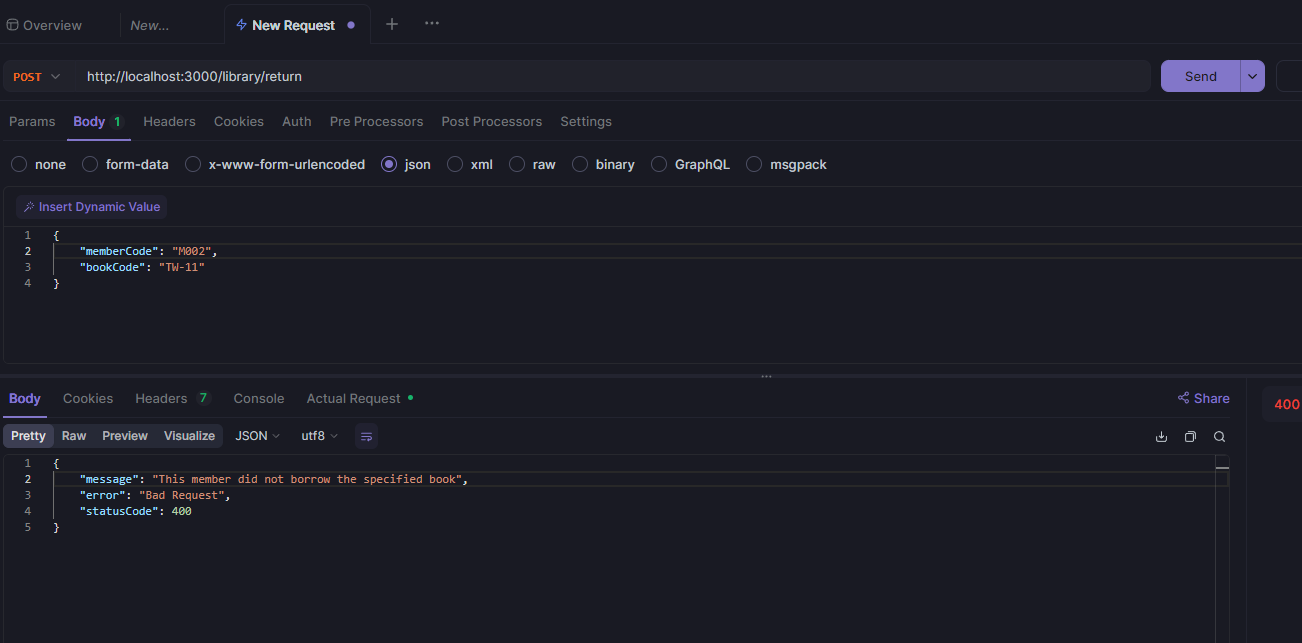 Overview New... New Request
POST http://localhost:3000/library/return Send
Params Body 1 Headers Cookies Auth Pre Processors Post Processors Settings
none form-data x-www-form-urlencoded json xml raw binary GraphQL msgpack
Insert Dynamic Value
1 {
2 "memberCode": "M002",
3 "bookCode": "TW-11"
4 }
Body Cookies Headers 7 Console Actual Request Share 400
Pretty Raw Preview Visualize JSON utf8
1 {
2 "message": "This member did not borrow the specified book",
3 "error": "Bad Request",
4 "statusCode": 400
5 }